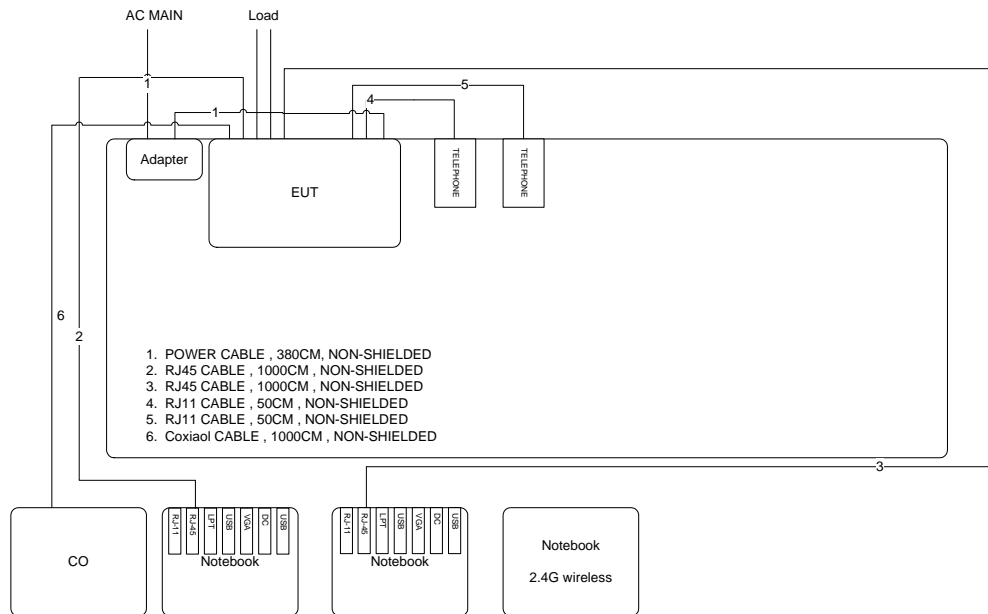 AC MAIN
Load
1
5
4
1
Adapter
EUT
TELEPHONE
TELEPHONE
6
2
1. POWER CABLE , 380CM, NON-SHIELDED
2. RJ45 CABLE , 1000CM , NON-SHIELDED
3. RJ45 CABLE , 1000CM , NON-SHIELDED
4. RJ11 CABLE , 50CM , NON-SHIELDED
5. RJ11 CABLE , 50CM , NON-SHIELDED
6. Coxiaol CABLE , 1000CM , NON-SHIELDED
3
CO
RJ-11
RJ-45
LPT
USB
VGA
DC
USB
Notebook
RJ-11
RJ-45
LPT
USB
VGA
DC
USB
Notebook
Notebook
2.4G wireless